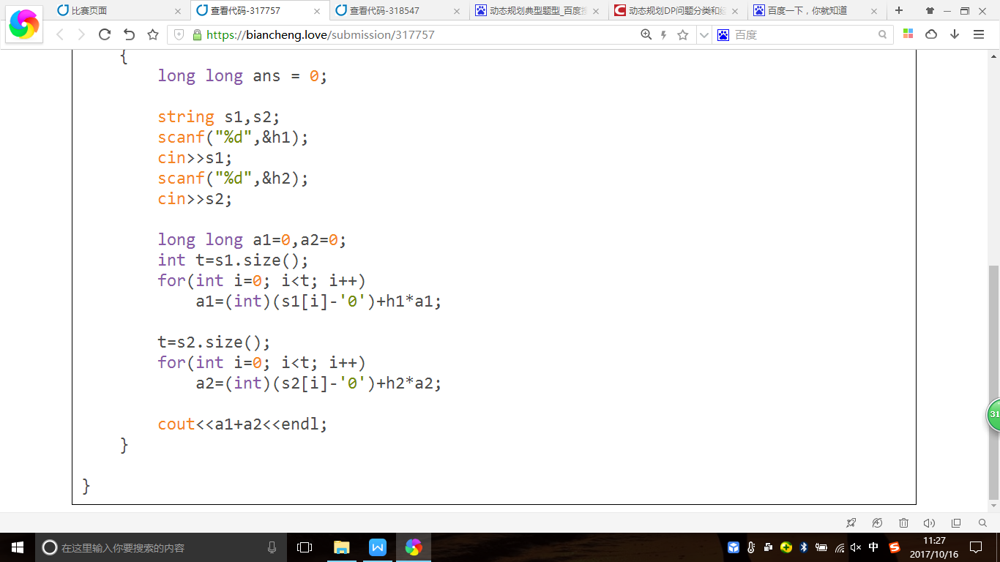 比赛页面
查看代码-317757
查看代码-318547
动态规划典型题型_百度
动态规划DP问题分类和
百度一下，你就知道
https://biancheng.love/submission/317757
百度
{
long long ans = 0;
string s1,s2;
scanf("%d",&h1);
cin>>s1;
scanf("%d",&h2);
cin>>s2;
long long a1=0,a2=0;
int t=s1.size();
for(int i=0; i<t; i++)
a1=(int)(s1[i]-'0')+h1*a1;
t=s2.size();
for(int i=0; i<t; i++)
a2=(int)(s2[i]-'0')+h2*a2;
cout<<a1+a2<<endl;
}
}
31
在这里输入你要搜索的内容
中
11:27
2017/10/16